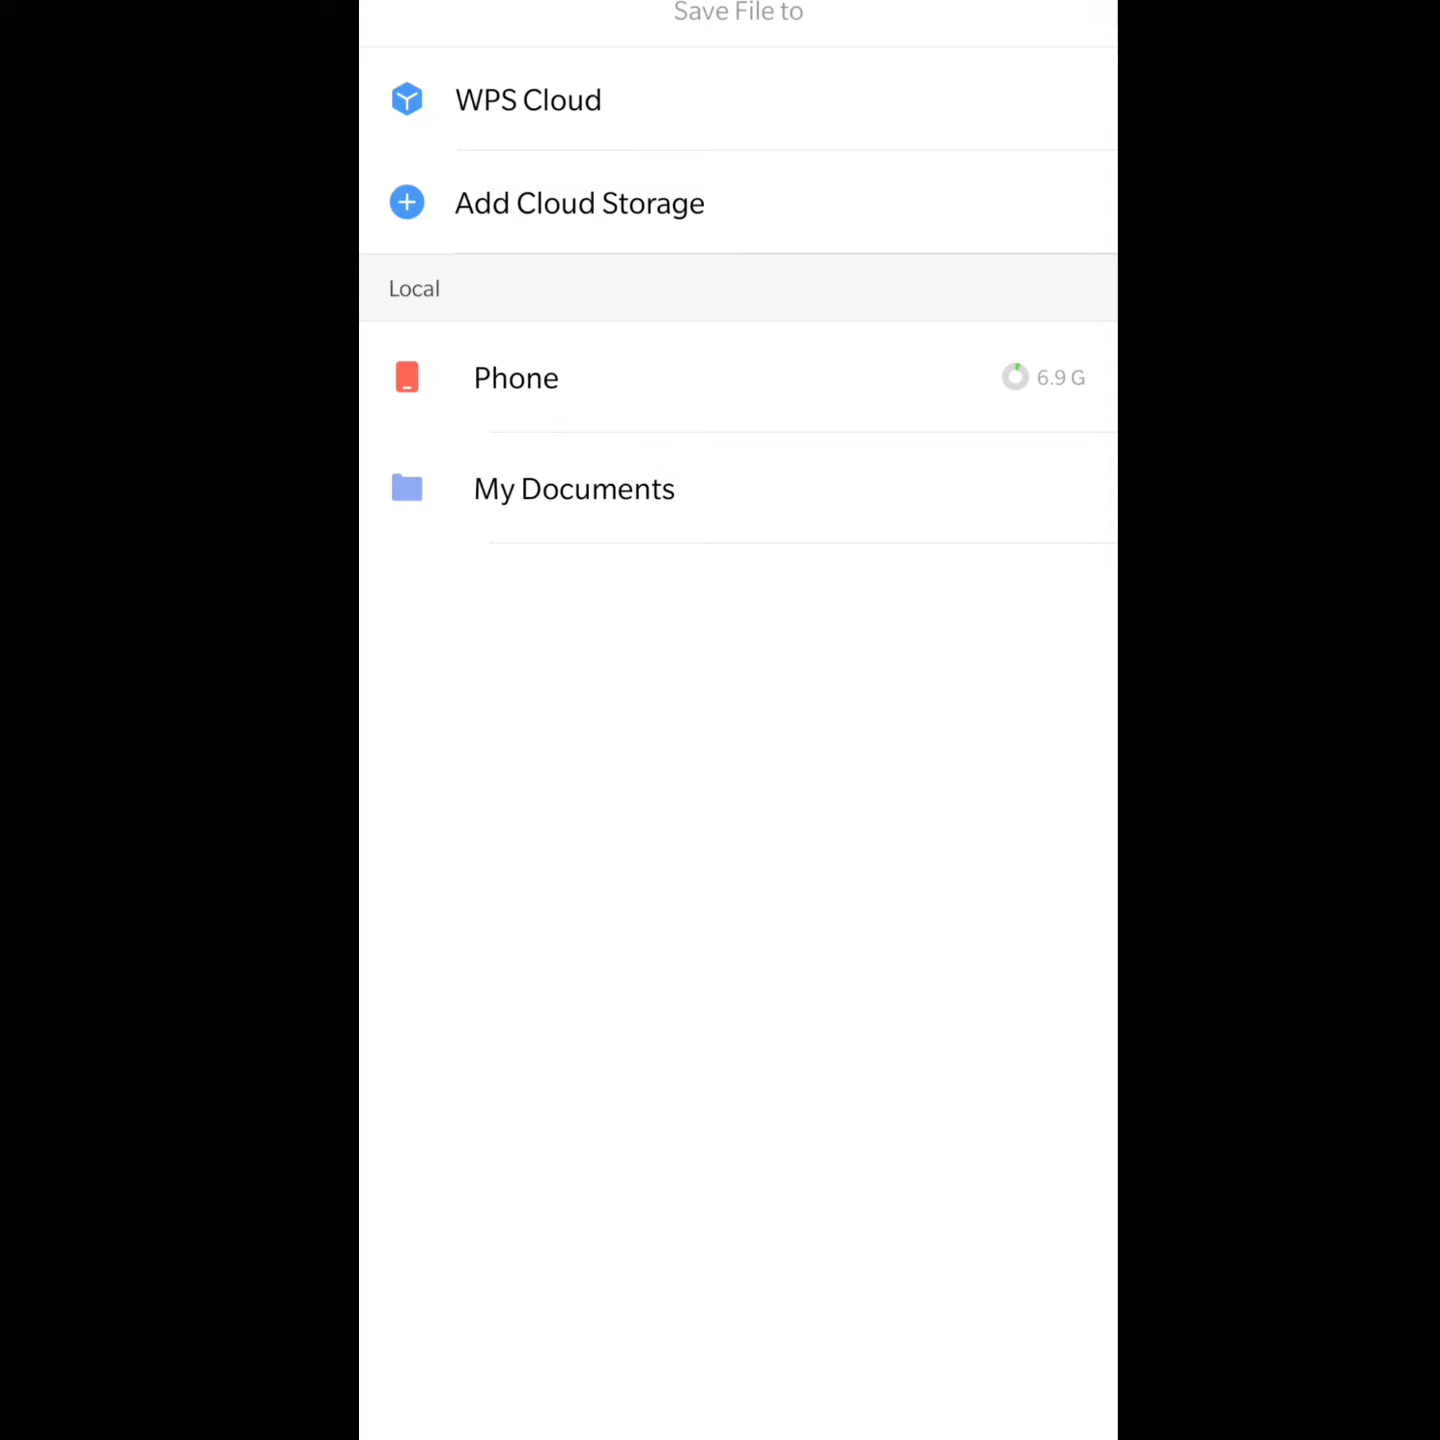 Save File to
WPS Cloud
Add Cloud Storage
Local
Phone
6.9 G
My Documents